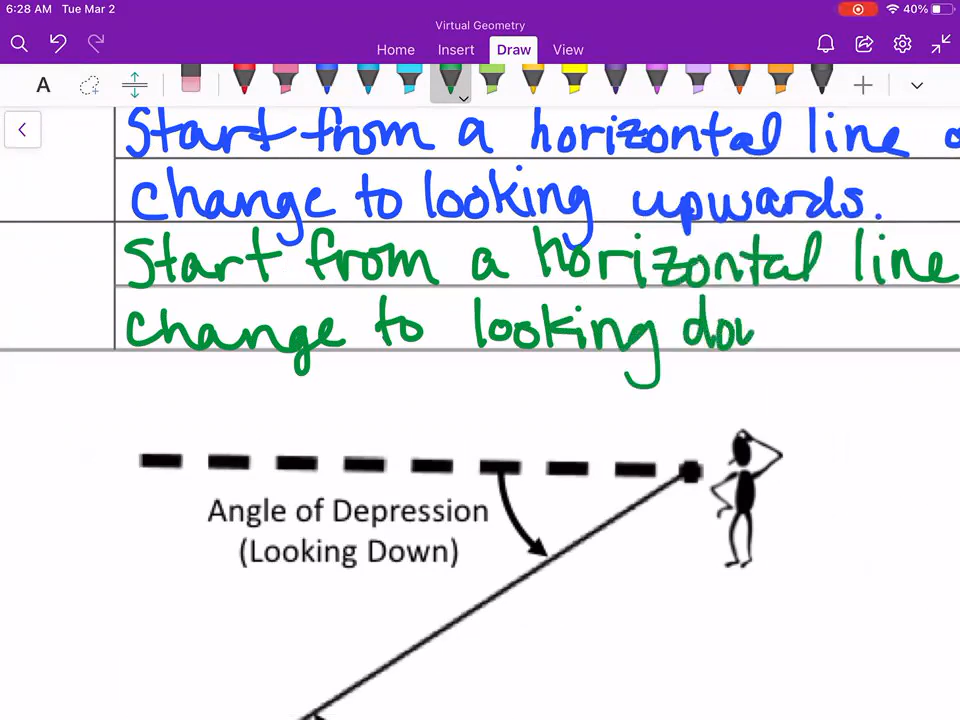 6:28 AM Tue Mar 2
40%
Virtual Geometry
Home Insert Draw View
A
Start from a horizontal line
change to looking upwards.
Start from a horizontal line
change to looking dow
Angle of Depression
(Looking Down)